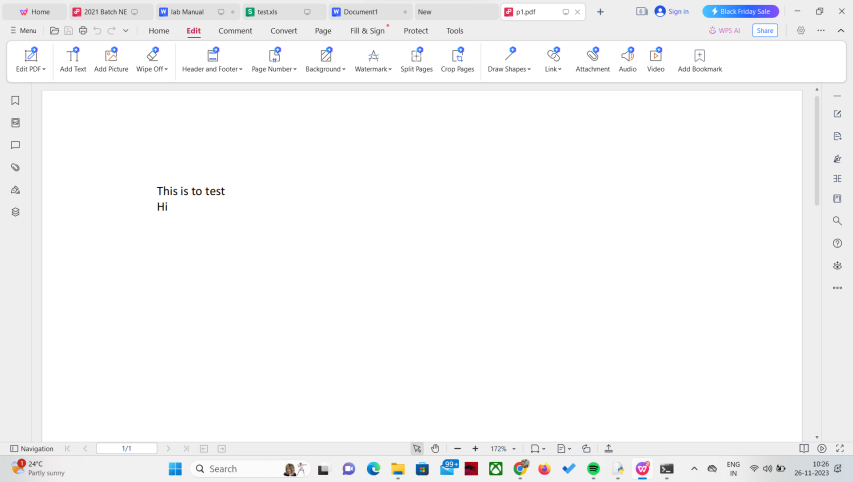 Home 2021 Batch NE lab Manual test.xls Document1 New p1.pdf Sign in Black Friday Sale
Menu Home Edit Comment Convert Page Fill & Sign Protect Tools WPS AI Share
Edit PDF Add Text Add Picture Wipe Off Header and Footer Page Number Background Watermark Split Pages Crop Pages Draw Shapes Link Attachment Audio Video Add Bookmark
This is to test
Hi
Navigation 1/1 172%
1 24°C Search 99+ ENG 10:26
Partly sunny IN 26-11-2023